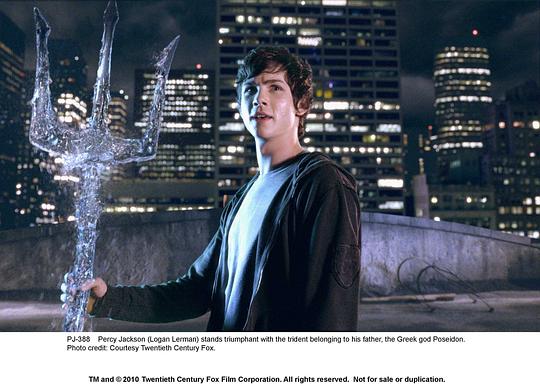 PJ-388 Percy Jackson (Logan Lerman) stands triumphant with the trident belonging to his father, the Greek god Poseidon.
Photo credit: Courtesy Twentieth Century Fox.
TM and © 2010 Twentieth Century Fox Film Corporation. All rights reserved. Not for sale or duplication.